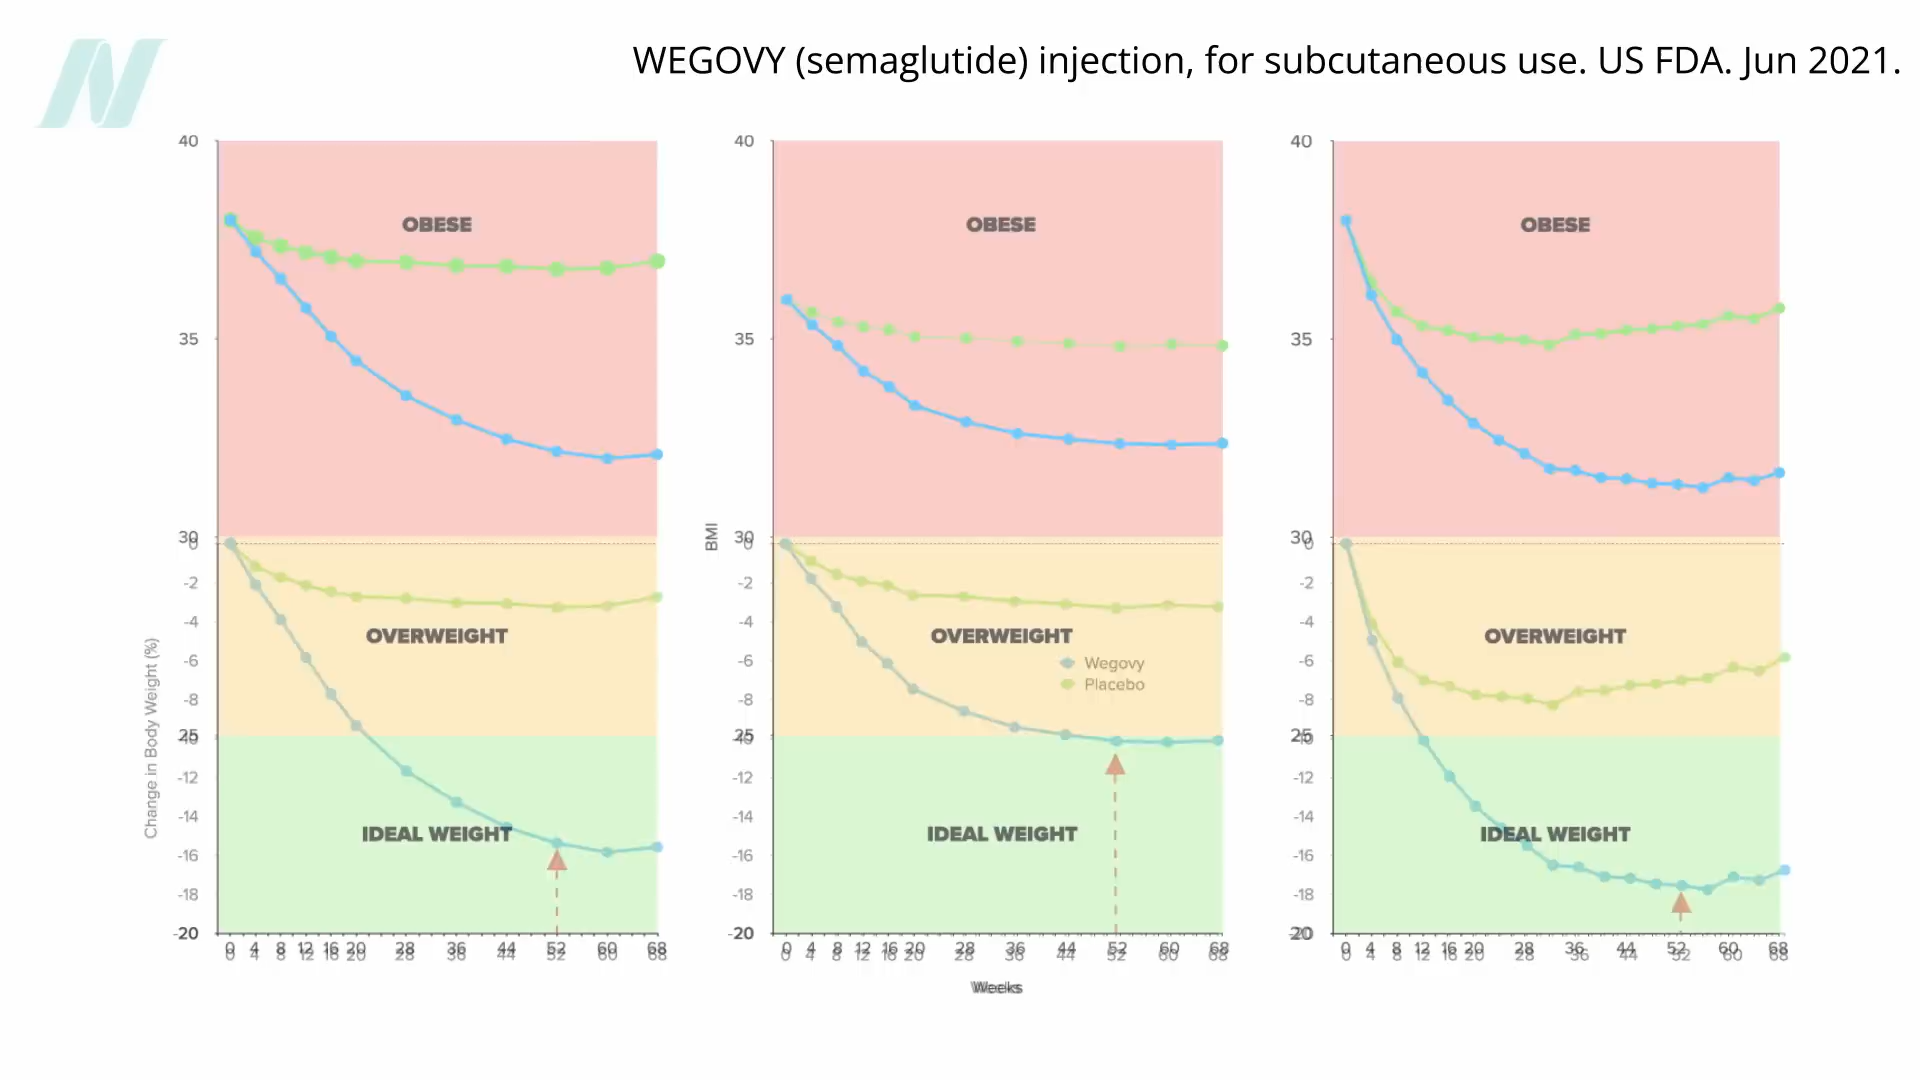 WEGOVY (semaglutide) injection, for subcutaneous use. US FDA. Jun 2021.
40
OBESE
35
30
0
-2
-4
OVERWEIGHT
-6
-8
25
-12
-14
IDEAL WEIGHT
-16
-18
-20
Change in Body Weight (%)
0 4 8 12 16 20 28 36 44 52 60 68
40
OBESE
35
BMI
30
0
-2
-4
OVERWEIGHT
-6
Wegovy
Placebo
-8
25
-12
-14
IDEAL WEIGHT
-16
-18
-20
0 4 8 12 16 20 28 36 44 52 60 68
Weeks
40
OBESE
35
30
0
-2
-4
OVERWEIGHT
-6
-8
25
-12
-14
IDEAL WEIGHT
-16
-18
20
0 4 8 12 16 20 28 36 44 52 60 68